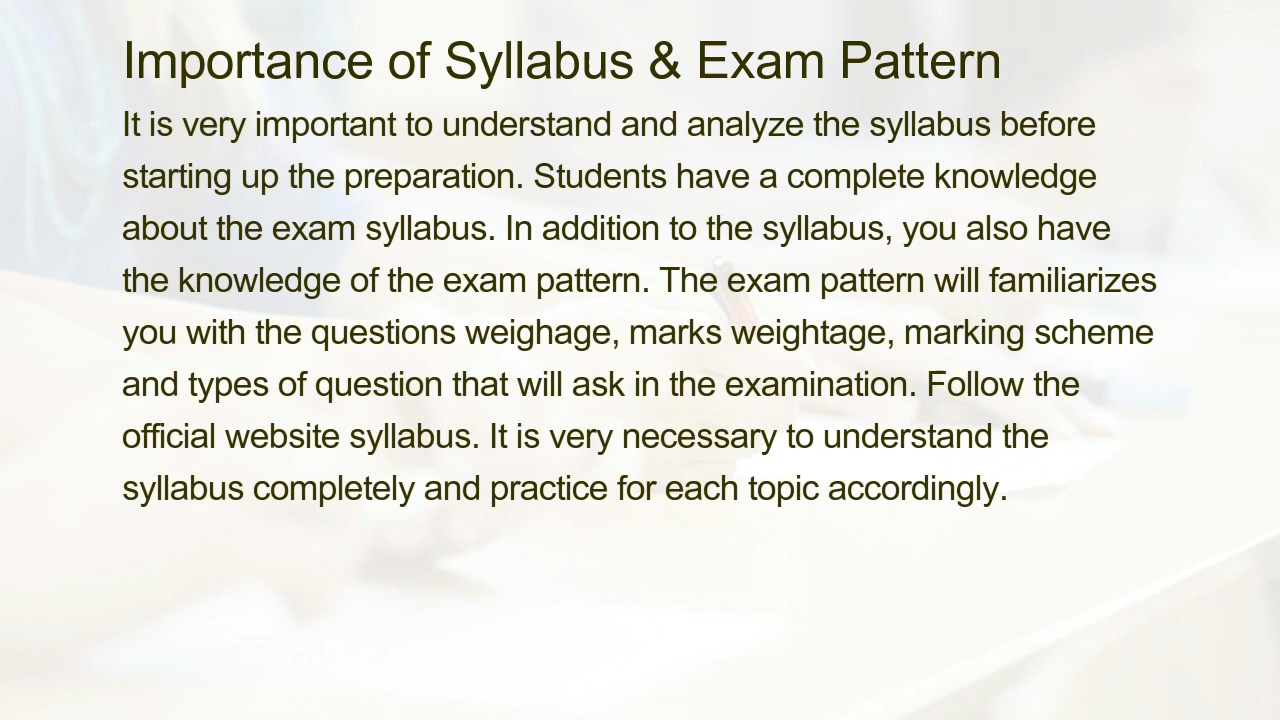 Importance of Syllabus & Exam Pattern
It is very important to understand and analyze the syllabus before
starting up the preparation. Students have a complete knowledge
about the exam syllabus. In addition to the syllabus, you also have
the knowledge of the exam pattern. The exam pattern will familiarizes
you with the questions weighage, marks weightage, marking scheme
and types of question that will ask in the examination. Follow the
official website syllabus. It is very necessary to understand the
syllabus completely and practice for each topic accordingly.